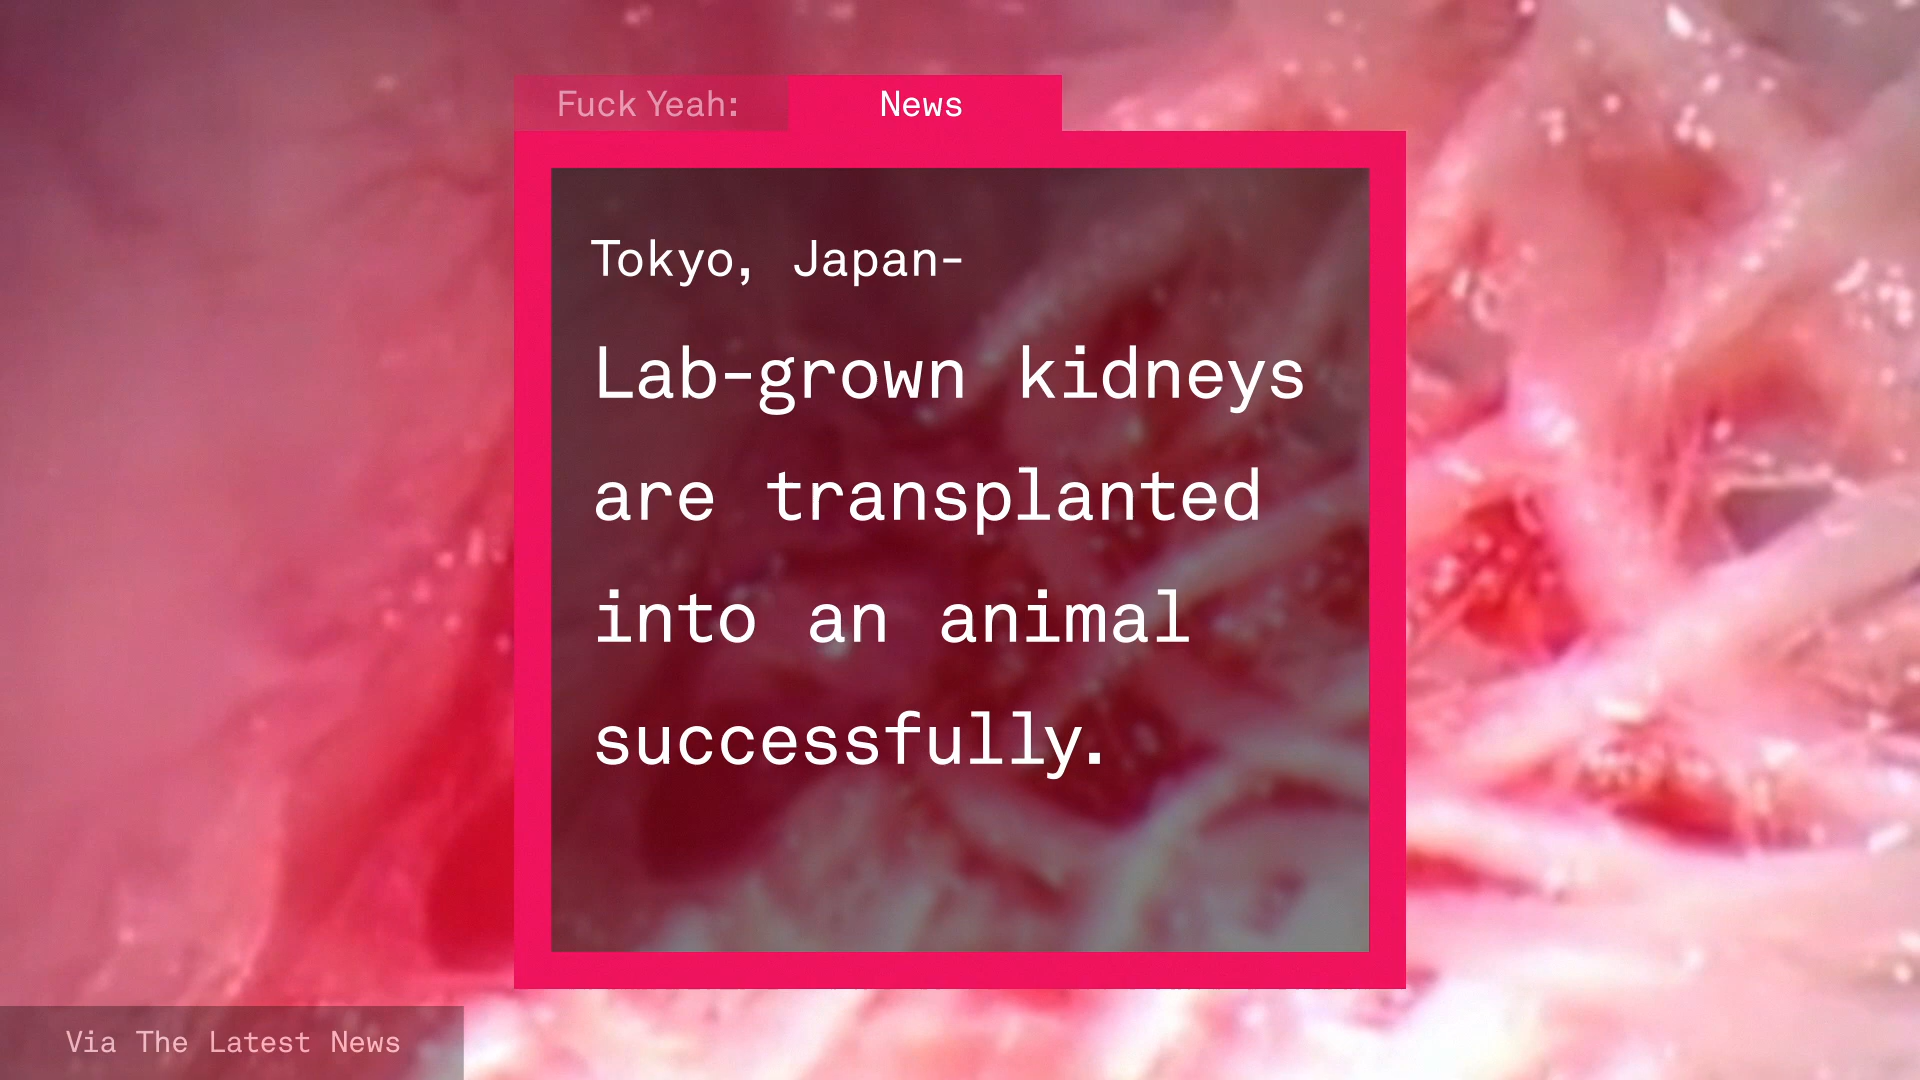 Fuck Yeah: News
Tokyo, Japan-
Lab-grown kidneys
are transplanted
into an animal
successfully.
Via The Latest News